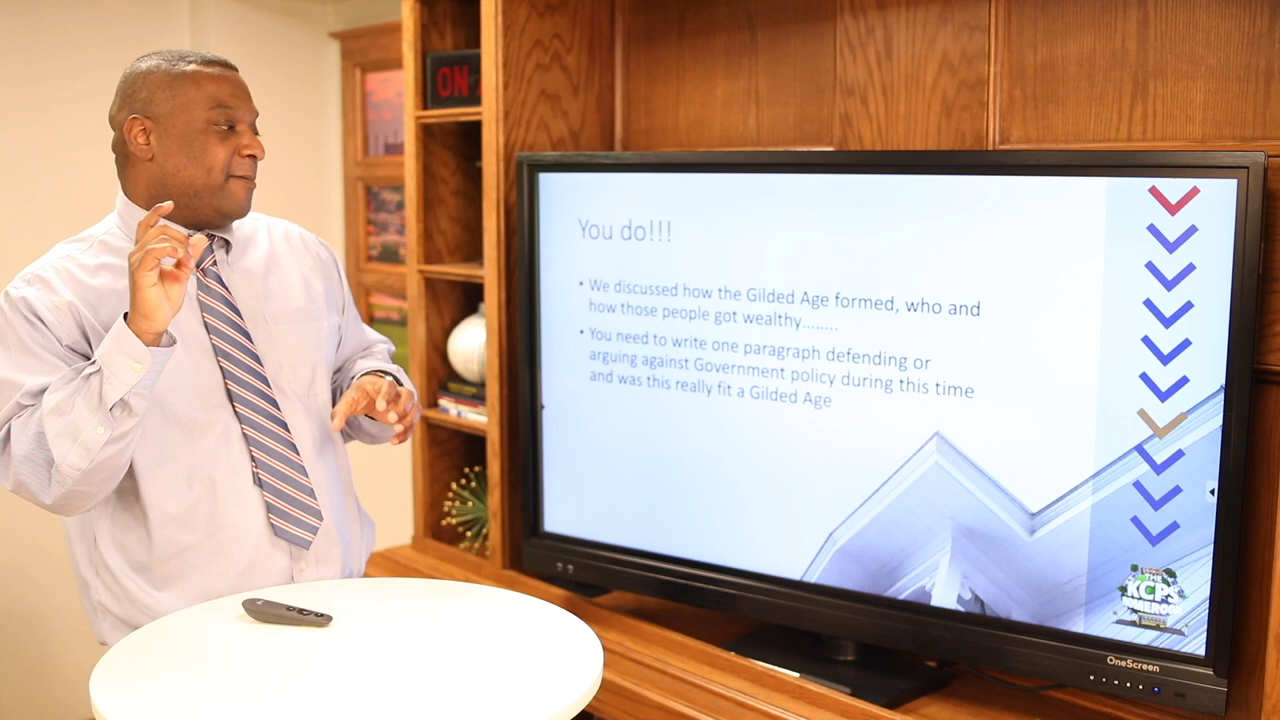 ON
You do!!!
• We discussed how the Gilded Age formed, who and
how those people got wealthy........
• You need to write one paragraph defending or
arguing against Government policy during this time
and was this really fit a Gilded Age
THE
KCPS
OneScreen